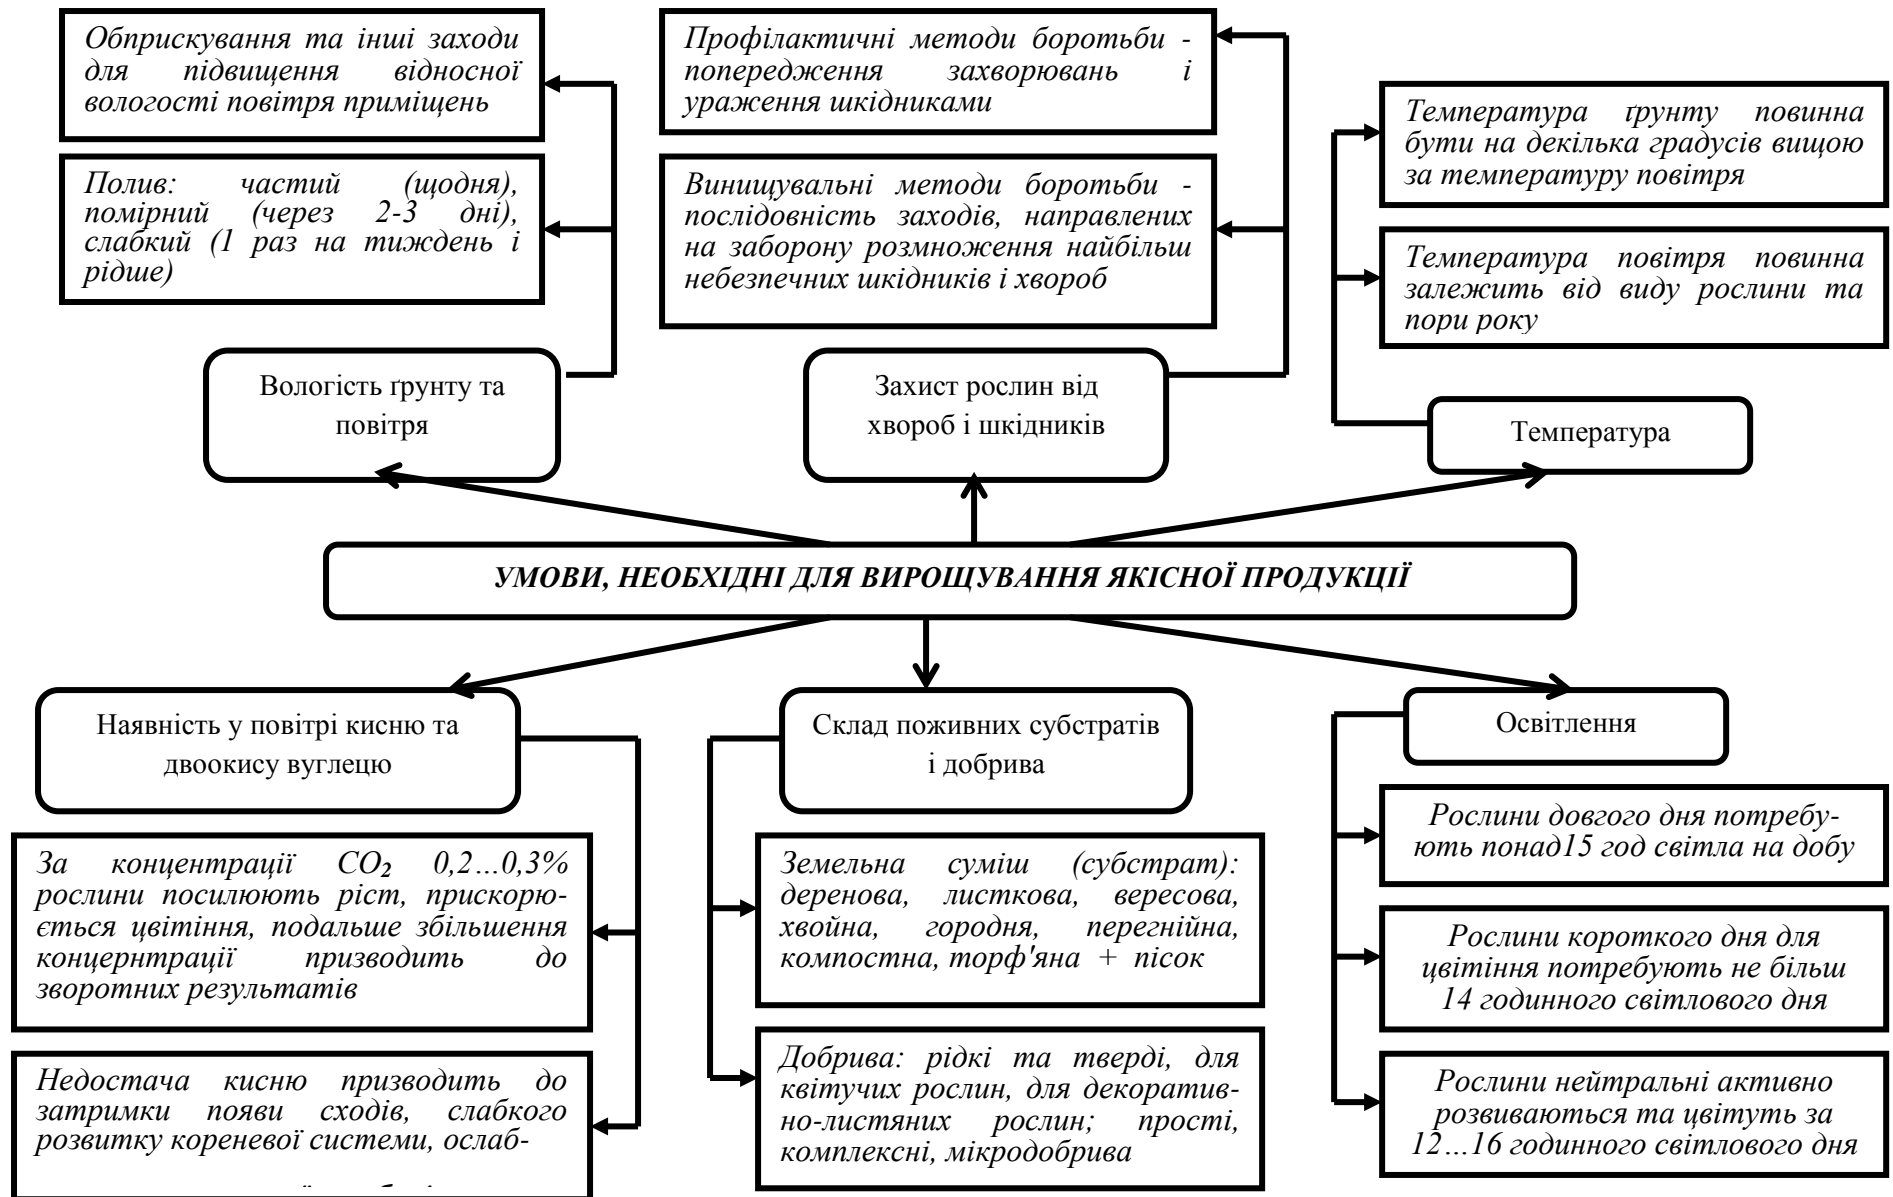 Обприскування та інші заходи
для підвищення відносної
вологості повітря приміщень
Полив: частий (щодня),
помірний (через 2-3 дні),
слабкий (1 раз на тиждень і
рідше)
Вологість ґрунту та
повітря
Профілактичні методи боротьби -
попередження захворювань і
ураження шкідниками
Винищувальні методи боротьби -
послідовність заходів, направлених
на заборону розмноження найбільш
небезпечних шкідників і хвороб
Захист рослин від
хвороб і шкідників
Температура ґрунту повинна
бути на декілька градусів вищою
за температуру повітря
Температура повітря повинна
залежить від виду рослини та
пори року
Температура
УМОВИ, НЕОБХІДНІ ДЛЯ ВИРОЩУВАННЯ ЯКІСНОЇ ПРОДУКЦІЇ
Наявність у повітрі кисню та
двоокису вуглецю
За концентрації СО₂ 0,2...0,3%
рослини посилюють ріст, прискорю-
ється цвітіння, подальше збільшення
концернтрації призводить до
зворотних результатів
Недостача кисню призводить до
затримки появи сходів, слабкого
розвитку кореневої системи, ослаб-
Склад поживних субстратів
і добрива
Земельна суміш (субстрат):
деренова, листкова, вересова,
хвойна, городня, перегнійна,
компостна, торф'яна + пісок
Добрива: рідкі та тверді, для
квітучих рослин, для декоратив-
но-листяних рослин; прості,
комплексні, мікродобрива
Освітлення
Рослини довгого дня потребу-
ють понад15 год світла на добу
Рослини короткого дня для
цвітіння потребують не більш
14 годинного світлового дня
Рослини нейтральні активно
розвиваються та цвітуть за
12...16 годинного світлового дня